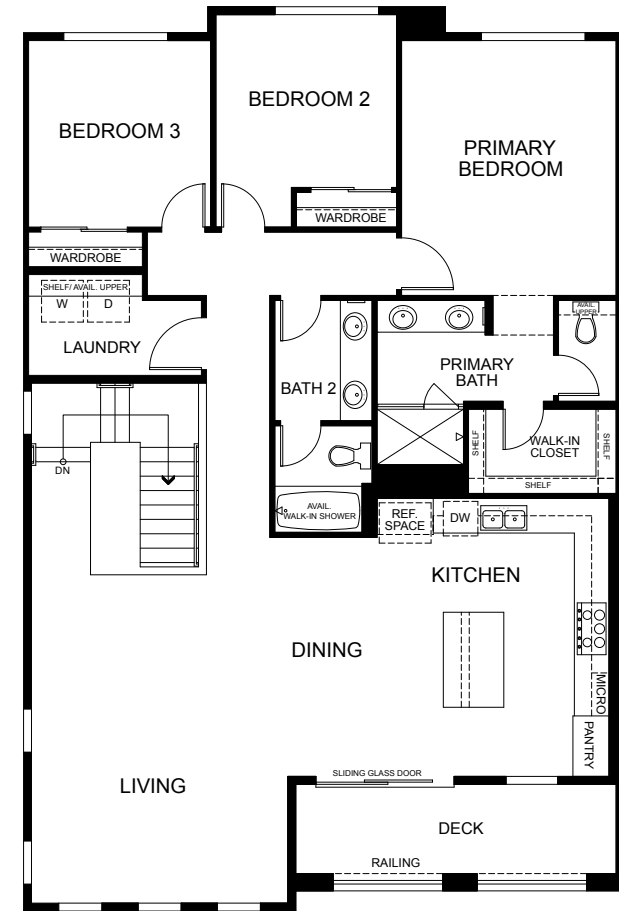 BEDROOM 2
BEDROOM 3
PRIMARY
BEDROOM
WARDROBE
WARDROBE
SHELF/ AVAIL. UPPER
W
D
LAUNDRY
AVAIL.
UPPER
PRIMARY
BATH
BATH 2
WALK-IN
CLOSET
SHELF
SHELF
SHELF
DN
AVAIL.
WALK-IN SHOWER
REF.
SPACE
DW
KITCHEN
DINING
MICRO
PANTRY
SLIDING GLASS DOOR
LIVING
DECK
RAILING